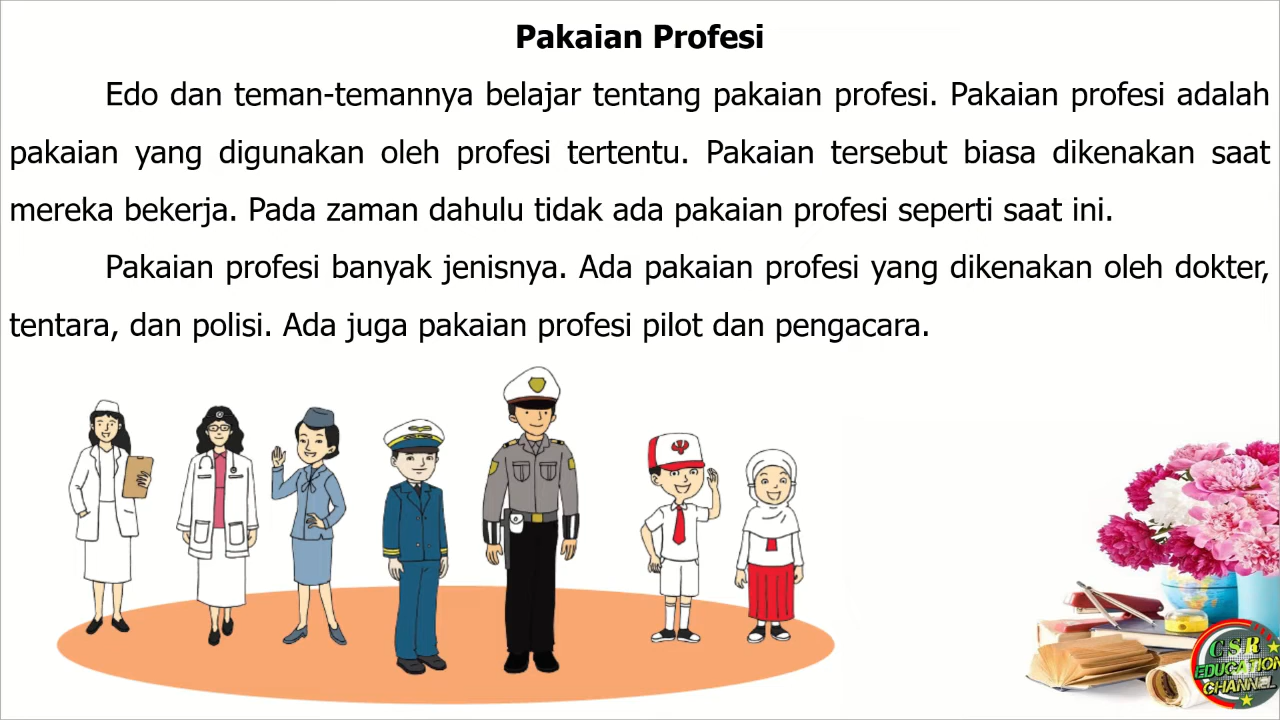 Pakaian Profesi
Edo dan teman-temannya belajar tentang pakaian profesi. Pakaian profesi adalah
pakaian yang digunakan oleh profesi tertentu. Pakaian tersebut biasa dikenakan saat
mereka bekerja. Pada zaman dahulu tidak ada pakaian profesi seperti saat ini.
Pakaian profesi banyak jenisnya. Ada pakaian profesi yang dikenakan oleh dokter,
tentara, dan polisi. Ada juga pakaian profesi pilot dan pengacara.
CSR
EDUCATION
CHANNEL